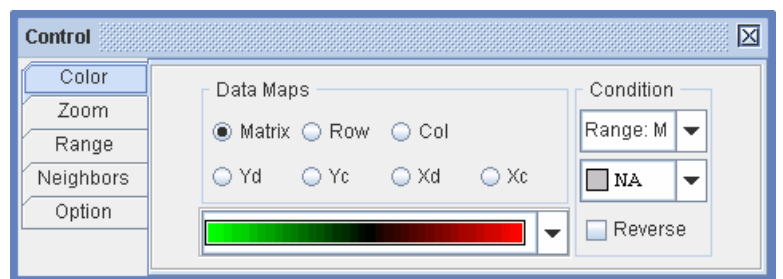 Control
Color
Zoom
Range
Neighbors
Option
Data Maps
Matrix Row Col
Yd Yc Xd Xc
Condition
Range: M
NA
Reverse